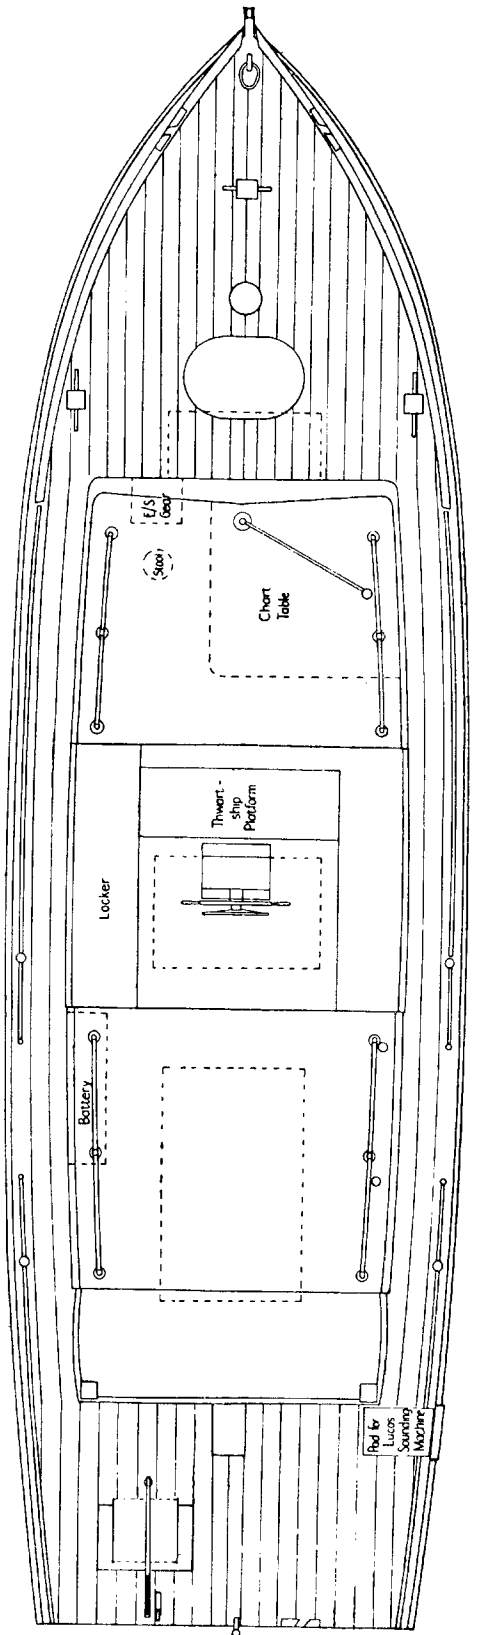 E/S
Gear
Stool
Chart
Table
Thwart-
ship
Platform
Locker
Battery
Pad for
Lucas
Sounding
Machine